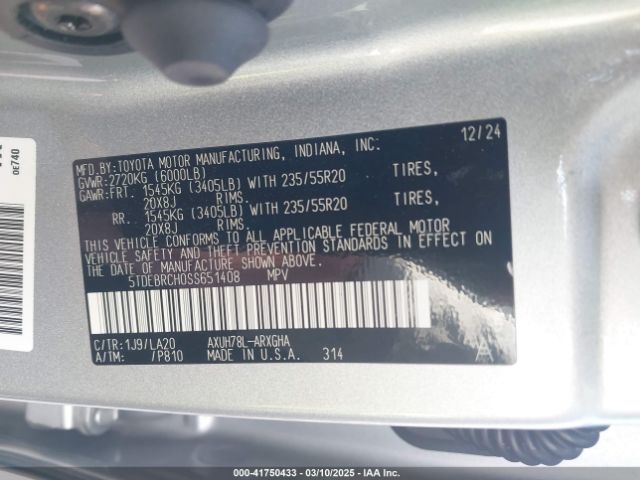 OE740
MFD.BY:TOYOTA MOTOR MANUFACTURING, INDIANA, INC: 12/24
GVWR:2720KG (6000LB)
GAWR:FRT. 1545KG (3405LB) WITH 235/55R20 TIRES,
20X8J RIMS.
RR. 1545KG (3405LB) WITH 235/55R20 TIRES,
20X8J RIMS.
THIS VEHICLE CONFORMS TO ALL APPLICABLE FEDERAL MOTOR
VEHICLE SAFETY AND THEFT PREVENTION STANDARDS IN EFFECT ON
THE DATE OF MANUFACTURE SHOWN ABOVE.
5TDEBRCH0SS651408 MPV
C/TR:1J9/LA20 AXUH78L-ARXGHA
A/TM: /P810 MADE IN U.S.A. 314
A
000-41750433 - 03/10/2025 - IAA Inc.